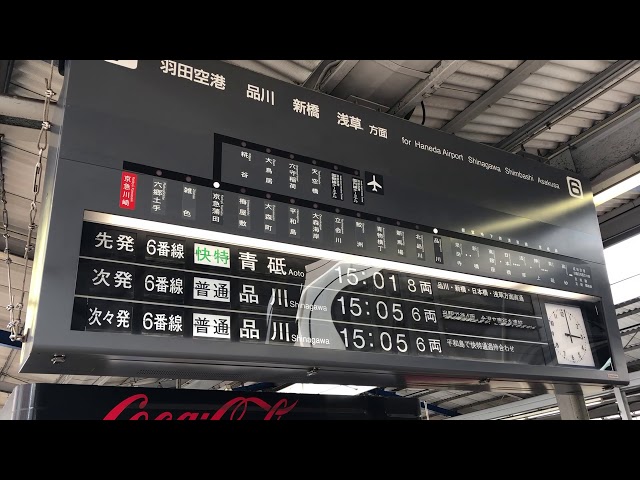 羽田空港 品川 新橋 浅草 方面 for Haneda Airport Shinagawa Shimbashi Asakusa
6
糀谷 大鳥居 穴守稲荷 天空橋
京急川崎 六郷土手 雑色 京急蒲田 梅屋敷 大森町 平和島 大森海岸 立会川 鮫洲 青物横丁 新馬場 北品川 品川
先発 6番線 快特 青砥 Aoto 15:01 8両 品川・新橋・日本橋・浅草方面直通
次発 6番線 普通 品川 Shinagawa 15:05 6両
次々発 6番線 普通 品川 Shinagawa 15:05 6両 平和島で快特通過待合わせ
Coca-Cola